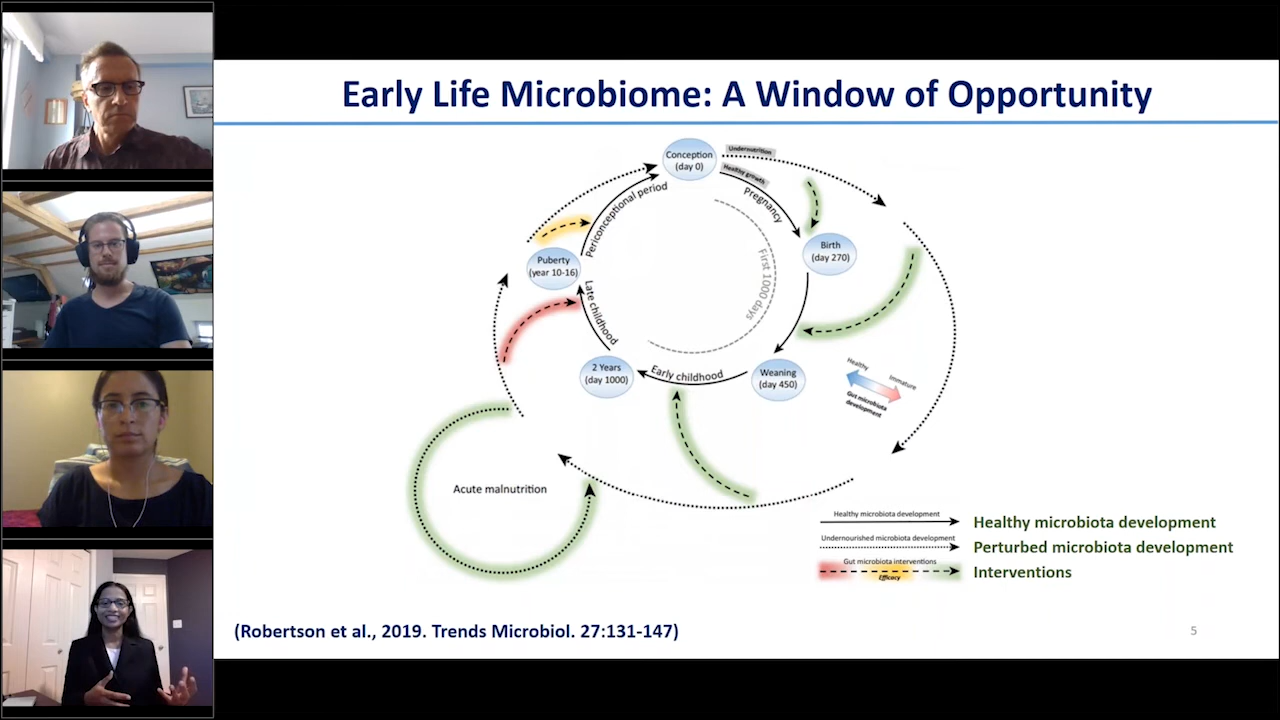 Early Life Microbiome: A Window of Opportunity
Conception
(day 0)
Undernutrition
Healthy growth
Pregnancy
Periconceptional period
Birth
(day 270)
Puberty
(year 10-16)
First 1000 days
Late childhood
2 Years
(day 1000)
Early childhood
Weaning
(day 450)
Healthy
Immature
Gut microbiota
development
Acute malnutrition
Healthy microbiota development
Healthy microbiota development
Undernourished microbiota development
Perturbed microbiota development
Gut microbiota interventions
Efficacy
Interventions
(Robertson et al., 2019. Trends Microbiol. 27:131-147)
5